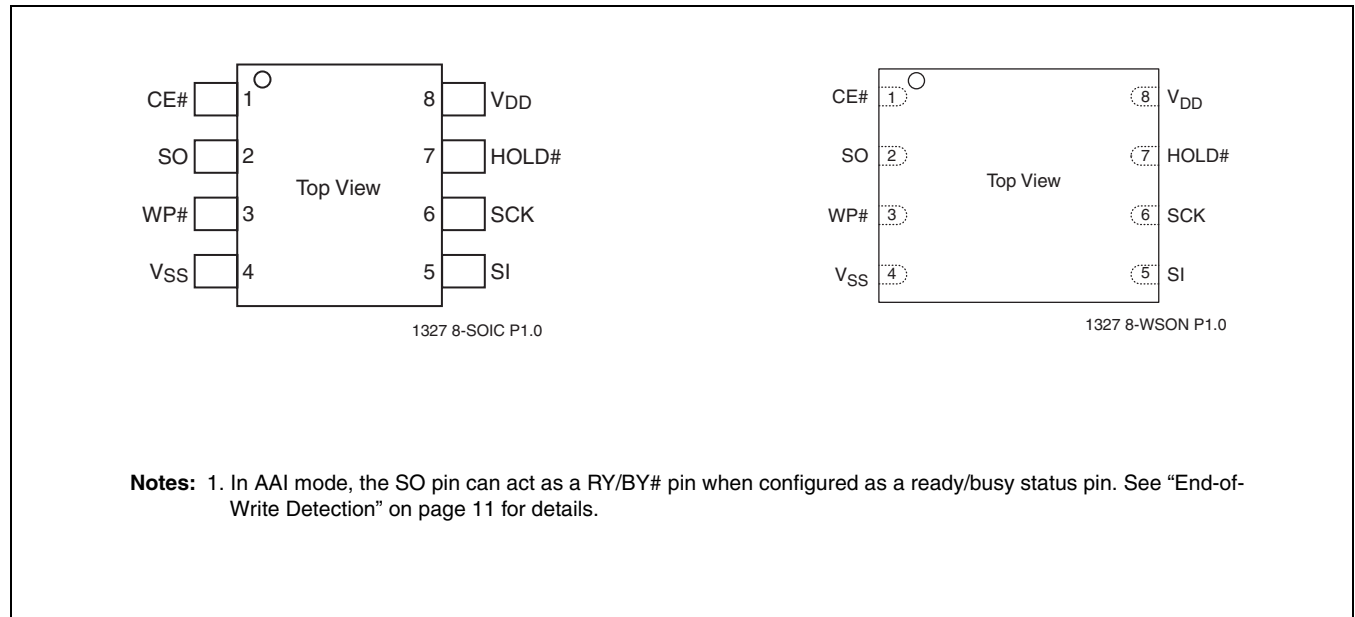 CE# 1 8 VDD
SO 2 7 HOLD#
Top View
WP# 3 6 SCK
VSS 4 5 SI
1327 8-SOIC P1.0
CE# 1 8 VDD
SO 2 7 HOLD#
Top View
WP# 3 6 SCK
VSS 4 5 SI
1327 8-WSON P1.0
Notes: 1. In AAI mode, the SO pin can act as a RY/BY# pin when configured as a ready/busy status pin. See “End-of-
Write Detection” on page 11 for details.